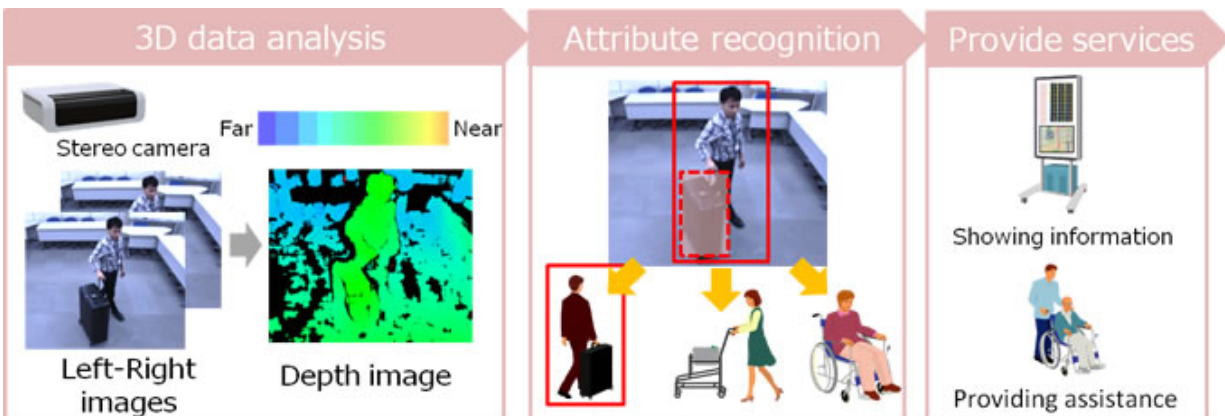 3D data analysis
Attribute recognition
Provide services
Far
Near
Stereo camera
Left-Right
images
Depth image
Showing information
Providing assistance